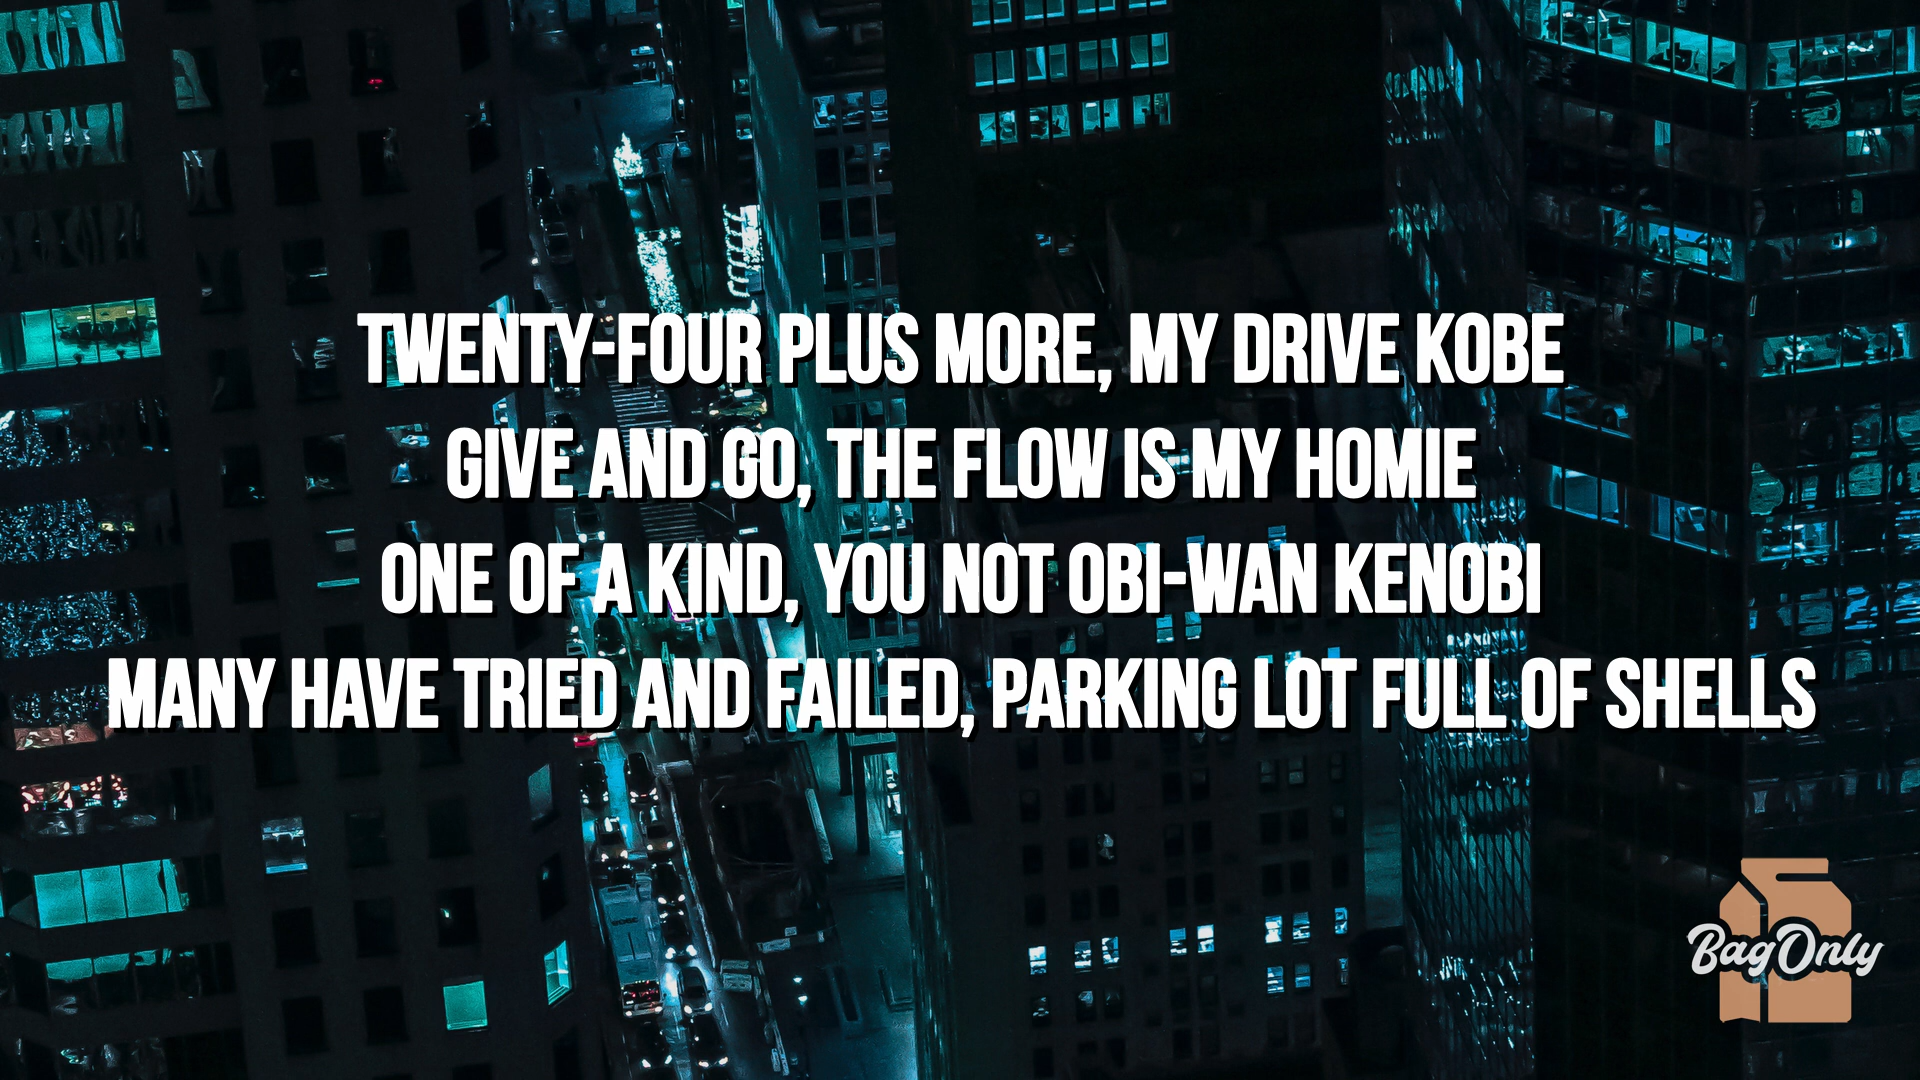 TWENTY-FOUR PLUS MORE, MY DRIVE KOBE
GIVE AND GO, THE FLOW IS MY HOMIE
ONE OF A KIND, YOU NOT OBI-WAN KENOBI
MANY HAVE TRIED AND FAILED, PARKING LOT FULL OF SHELLS
BagOnly